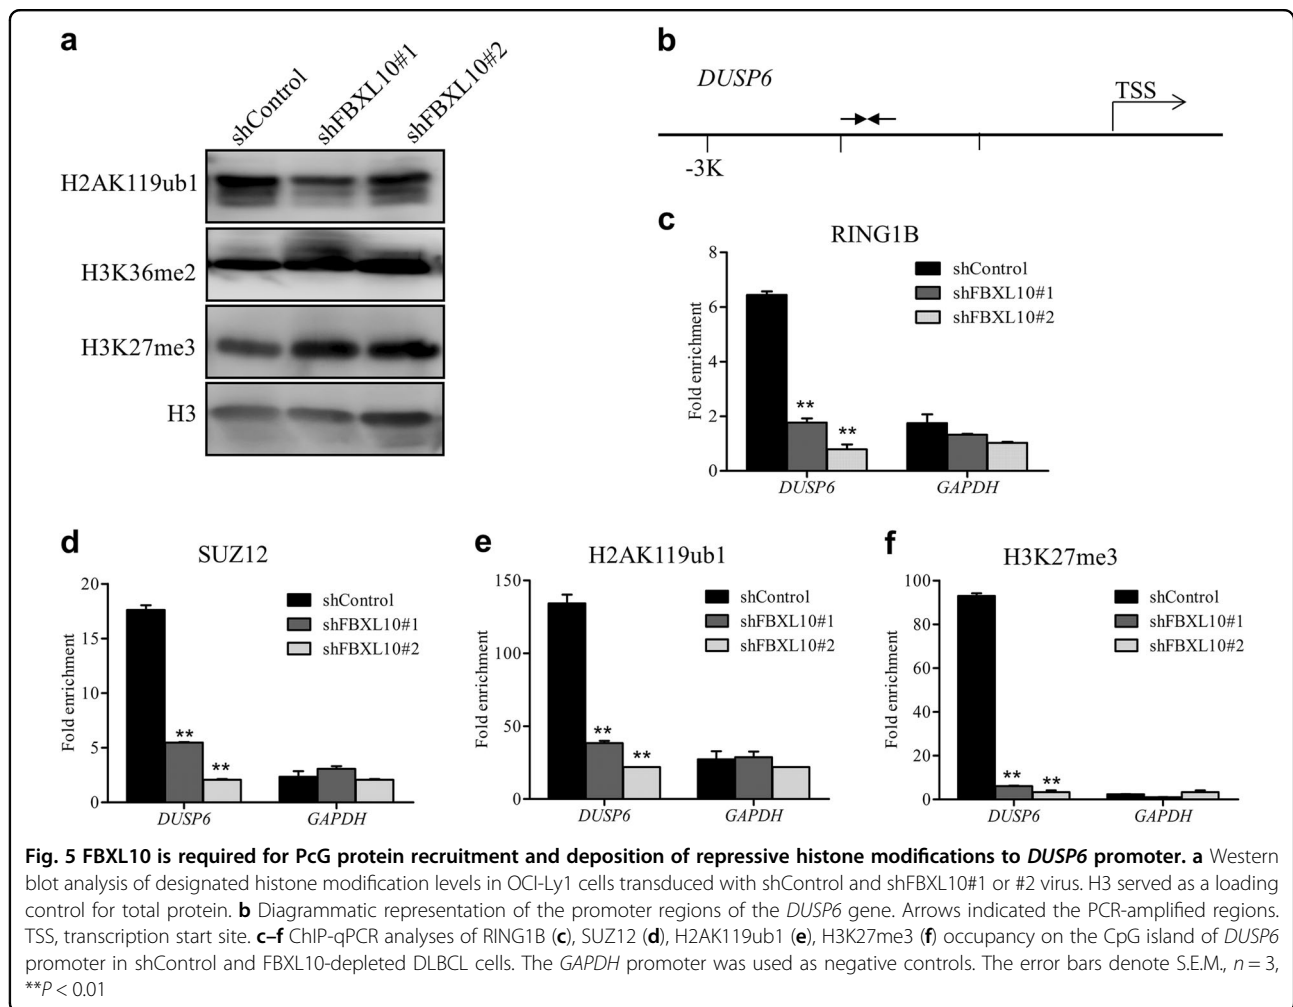 a
shControl
shFBXL10#1
shFBXL10#2
H2AK119ub1
H3K36me2
H3K27me3
H3
b
DUSP6
TSS
-3K
c
RING1B
Fold enrichment
8
6
4
2
0
shControl
shFBXL10#1
shFBXL10#2
**
**
DUSP6
GAPDH
d
SUZ12
Fold enrichment
20
15
10
5
0
shControl
shFBXL10#1
shFBXL10#2
**
**
DUSP6
GAPDH
e
H2AK119ub1
Fold enrichment
150
100
50
0
shControl
shFBXL10#1
shFBXL10#2
**
**
DUSP6
GAPDH
f
H3K27me3
Fold enrichment
100
80
60
40
20
0
shControl
shFBXL10#1
shFBXL10#2
**
**
DUSP6
GAPDH
Fig. 5 FBXL10 is required for PcG protein recruitment and deposition of repressive histone modifications to DUSP6 promoter. a Western
blot analysis of designated histone modification levels in OCI-Ly1 cells transduced with shControl and shFBXL10#1 or #2 virus. H3 served as a loading
control for total protein. b Diagrammatic representation of the promoter regions of the DUSP6 gene. Arrows indicated the PCR-amplified regions.
TSS, transcription start site. c–f ChIP-qPCR analyses of RING1B (c), SUZ12 (d), H2AK119ub1 (e), H3K27me3 (f) occupancy on the CpG island of DUSP6
promoter in shControl and FBXL10-depleted DLBCL cells. The GAPDH promoter was used as negative controls. The error bars denote S.E.M., n = 3,
**P < 0.01